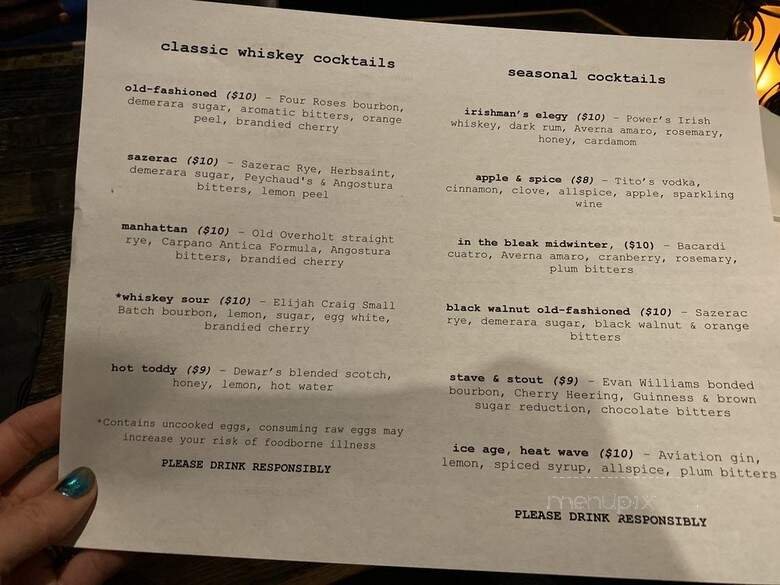 classic whiskey cocktails
old-fashioned ($10) – Four Roses bourbon,
demerara sugar, aromatic bitters, orange
peel, brandied cherry
sazerac ($10) – Sazerac Rye, Herbsaint,
demerara sugar, Peychaud's & Angostura
bitters, lemon peel
manhattan ($10) – Old Overholt straight
rye, Carpano Antica Formula, Angostura
bitters, brandied cherry
*whiskey sour ($10) – Elijah Craig Small
Batch bourbon, lemon, sugar, egg white,
brandied cherry
hot toddy ($9) – Dewar's blended scotch,
honey, lemon, hot water
*Contains uncooked eggs, consuming raw eggs may
increase your risk of foodborne illness
PLEASE DRINK RESPONSIBLY
seasonal cocktails
irishman's elegy ($10) – Power's Irish
whiskey, dark rum, Averna amaro, rosemary,
honey, cardamom
apple & spice ($8) – Tito's vodka,
cinnamon, clove, allspice, apple, sparkling
wine
in the bleak midwinter, ($10) – Bacardi
cuatro, Averna amaro, cranberry, rosemary,
plum bitters
black walnut old-fashioned ($10) – Sazerac
rye, demerara sugar, black walnut & orange
bitters
stave & stout ($9) – Evan Williams bonded
bourbon, Cherry Heering, Guinness & brown
sugar reduction, chocolate bitters
ice age, heat wave ($10) – Aviation gin,
lemon, spiced syrup, allspice, plum bitters
menupix
PLEASE DRINK RESPONSIBLY